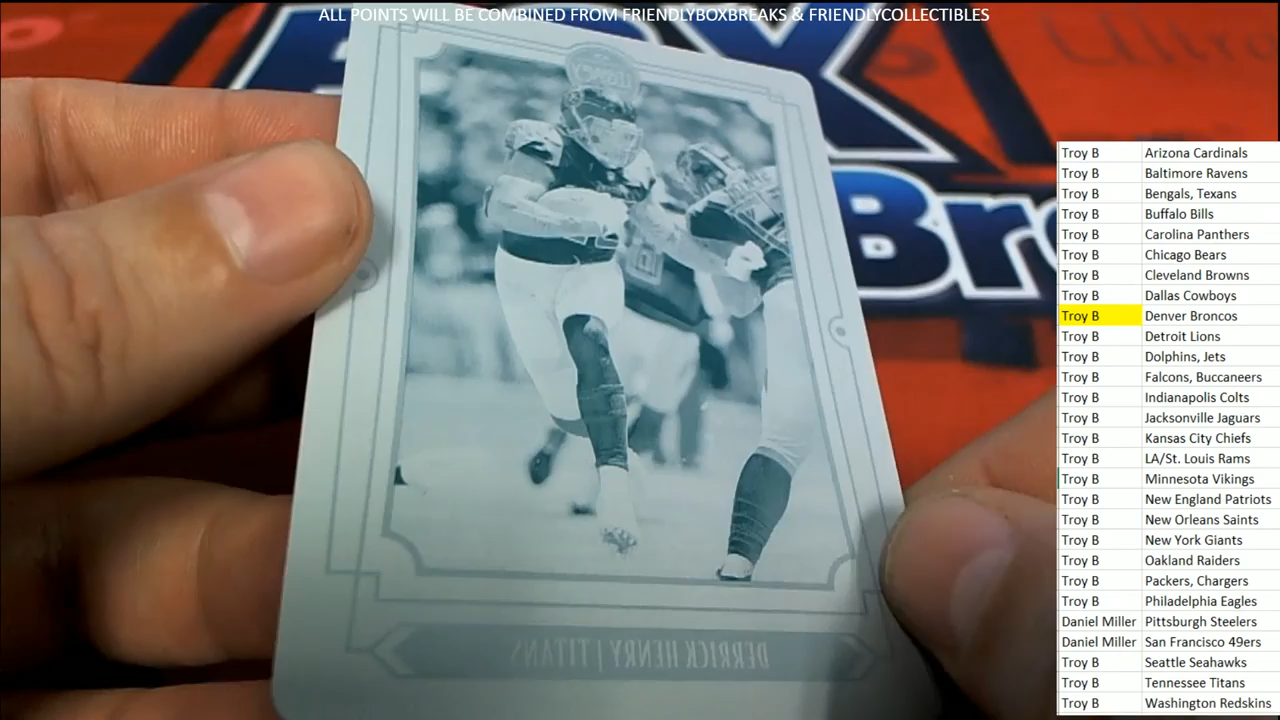 ALL POINTS WILL BE COMBINED FROM FRIENDLYBOXBREAKS & FRIENDLYCOLLECTIBLES
Ultra
Br
LEGACY
DERRICK HENRY | TITANS
Troy B Arizona Cardinals
Troy B Baltimore Ravens
Troy B Bengals, Texans
Troy B Buffalo Bills
Troy B Carolina Panthers
Troy B Chicago Bears
Troy B Cleveland Browns
Troy B Dallas Cowboys
Troy B Denver Broncos
Troy B Detroit Lions
Troy B Dolphins, Jets
Troy B Falcons, Buccaneers
Troy B Indianapolis Colts
Troy B Jacksonville Jaguars
Troy B Kansas City Chiefs
Troy B LA/St. Louis Rams
Troy B Minnesota Vikings
Troy B New England Patriots
Troy B New Orleans Saints
Troy B New York Giants
Troy B Oakland Raiders
Troy B Packers, Chargers
Troy B Philadelphia Eagles
Daniel Miller Pittsburgh Steelers
Daniel Miller San Francisco 49ers
Troy B Seattle Seahawks
Troy B Tennessee Titans
Troy B Washington Redskins